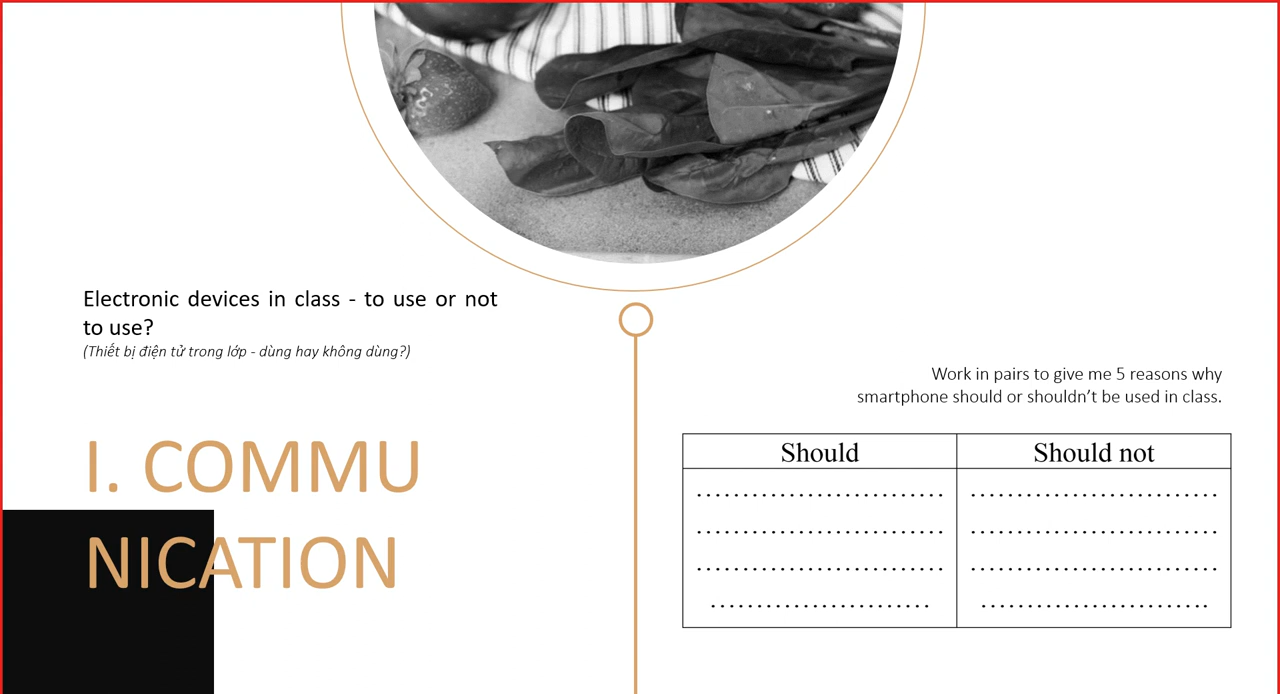 Electronic devices in class - to use or not
to use?
(Thiết bị điện tử trong lớp - dùng hay không dùng?)
I. COMMU
NICATION
Work in pairs to give me 5 reasons why
smartphone should or shouldn’t be used in class.
Should Should not
........................... ...........................
........................... ...........................
........................... ...........................
........................ .........................